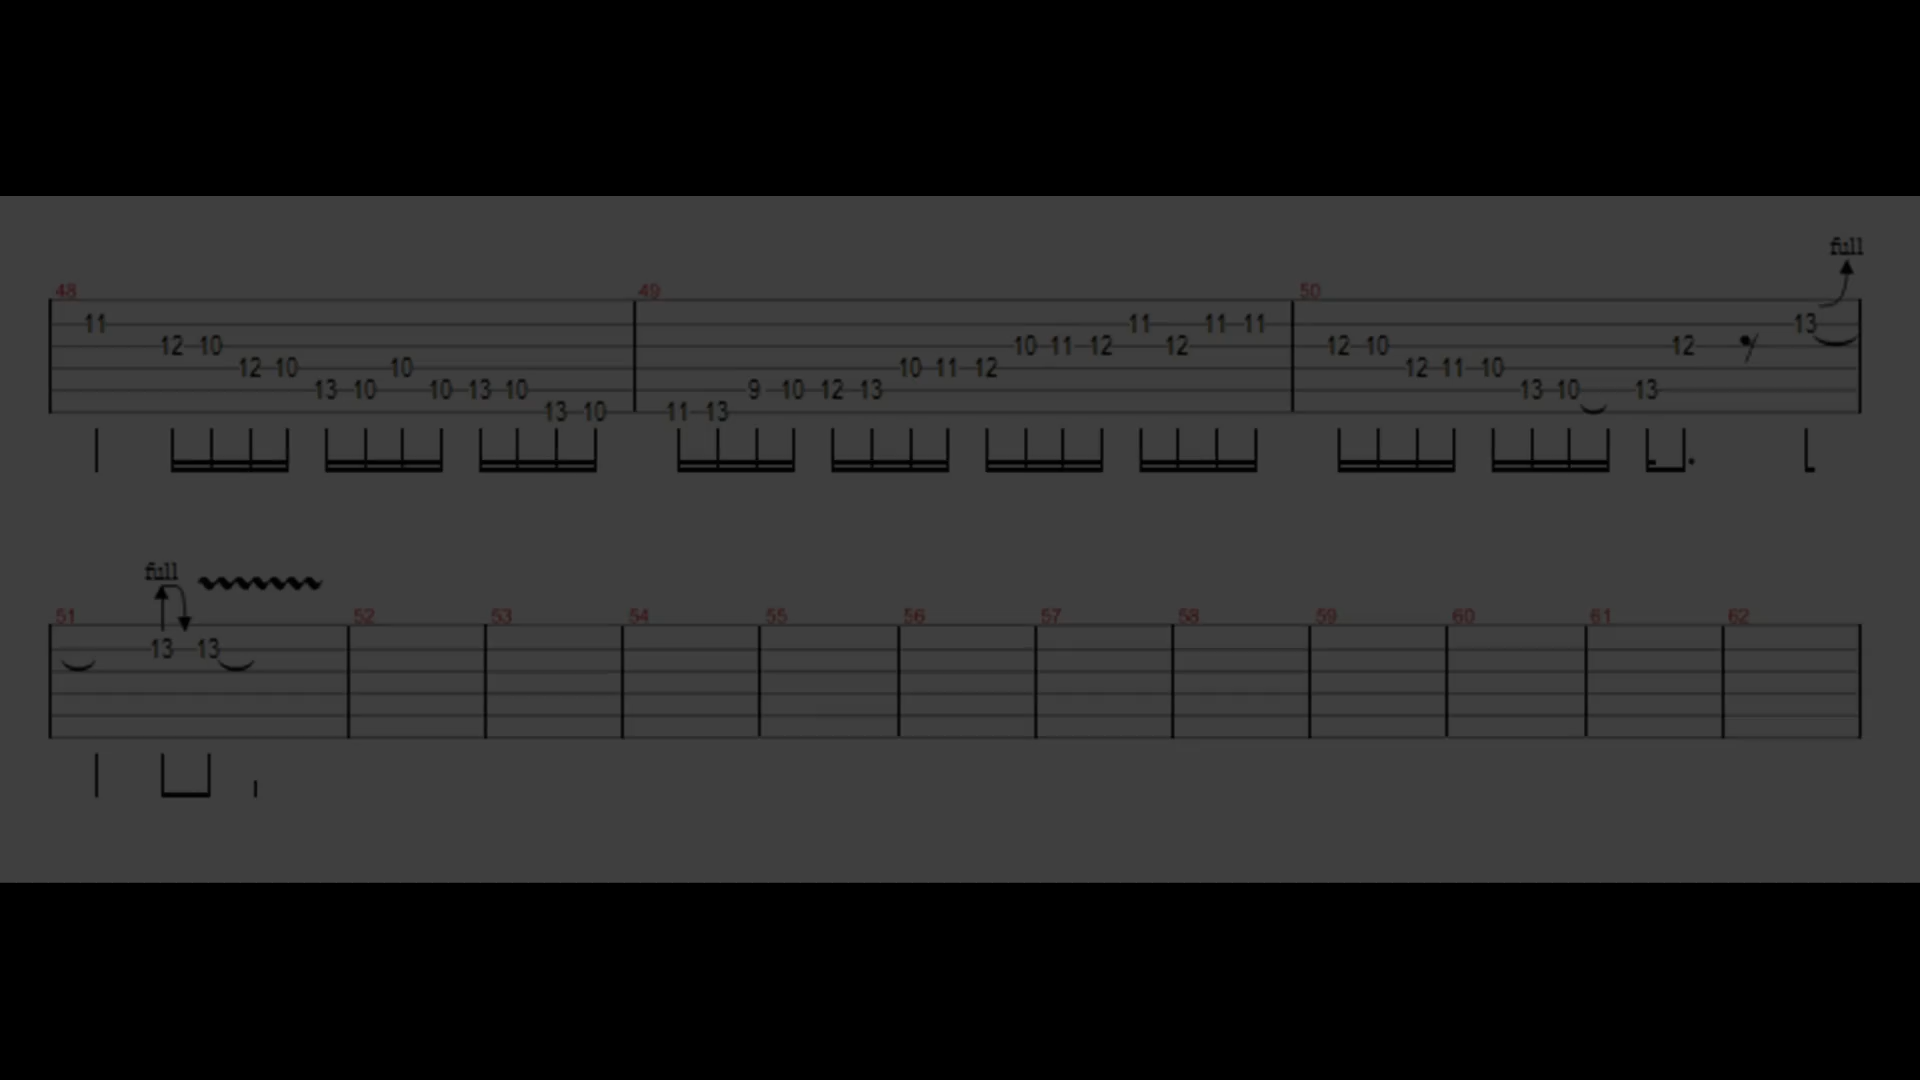 full
48 49 50
11 11 11 11 13
12 10 10 11 12 12 12 10 12
12 10 10 10 11 12 12 11 10
13 10 10 13 10 9 10 12 13 13 10 13
13 10 11 13
full
51 52 53 54 55 56 57 58 59 60 61 62
13 13